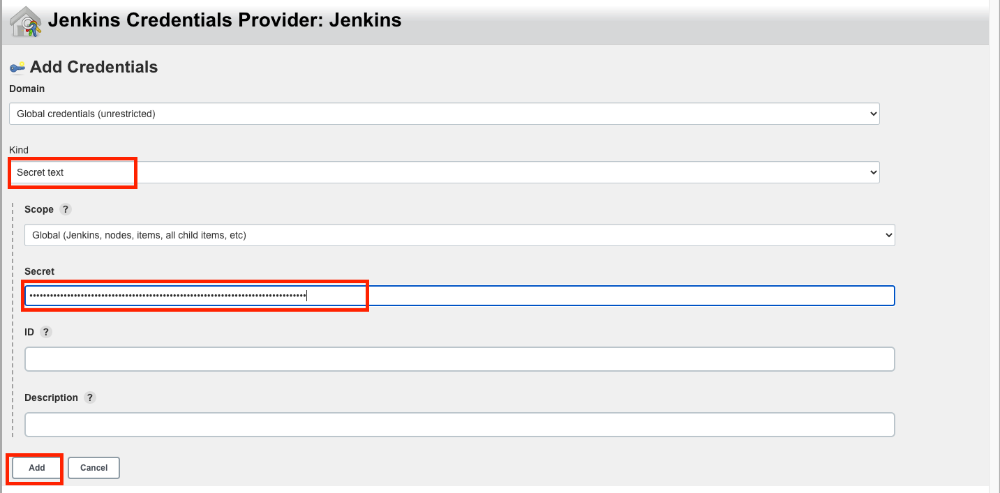 Jenkins Credentials Provider: Jenkins
Add Credentials
Domain
Global credentials (unrestricted)
Kind
Secret text
Scope ?
Global (Jenkins, nodes, items, all child items, etc)
Secret
ID ?
Description ?
Add Cancel